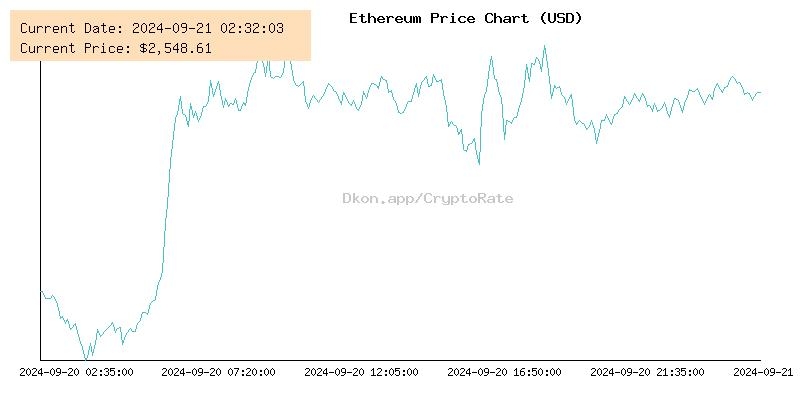 Ethereum Price Chart (USD)
Current Date: 2024-09-21 02:32:03
Current Price: $2,548.61
Dkon.app/CryptoRate
2024-09-20 02:35:00 2024-09-20 07:20:00 2024-09-20 12:05:00 2024-09-20 16:50:00 2024-09-20 21:35:00 2024-09-21